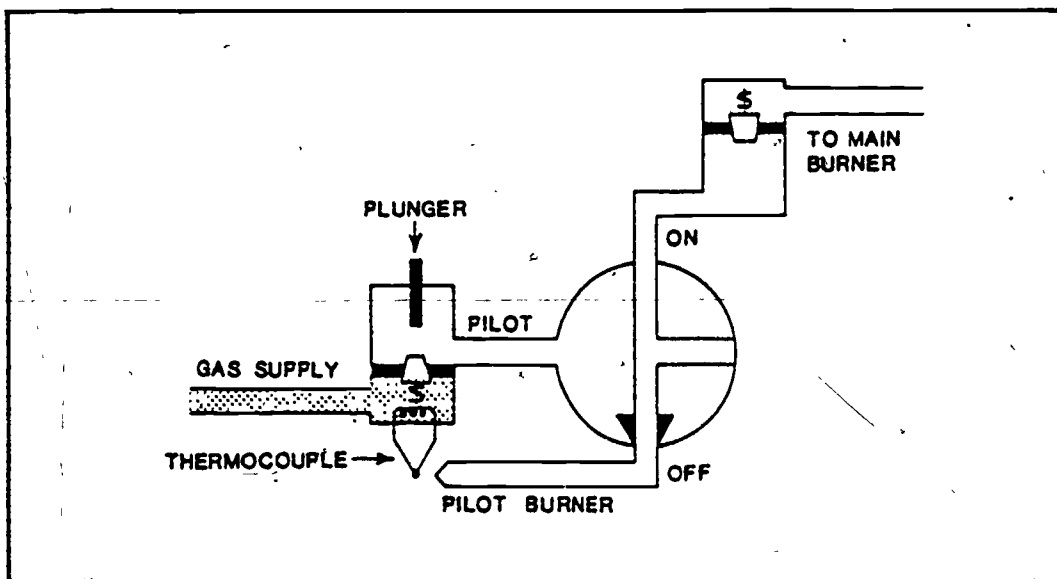 TO MAIN
BURNER
PLUNGER
ON
PILOT
GAS SUPPLY
THERMOCOUPLE
OFF
PILOT BURNER